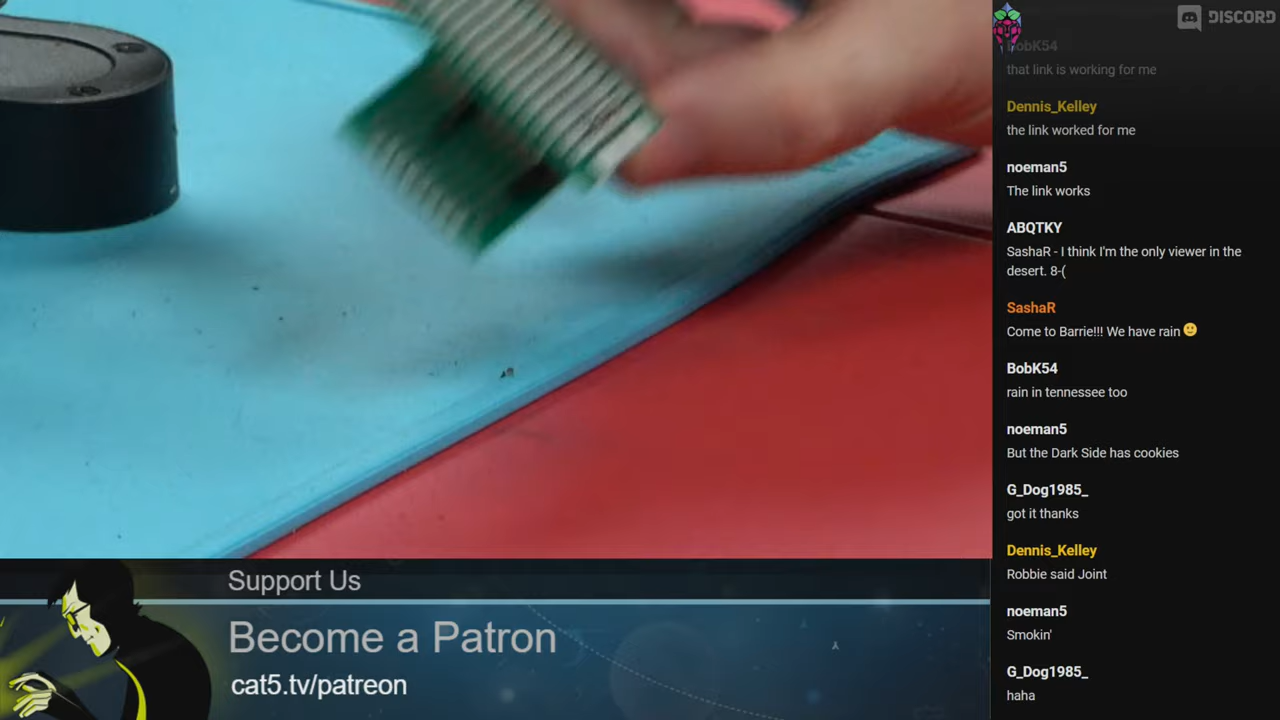 DISCORD
BobK54
that link is working for me
Dennis_Kelley
the link worked for me
noeman5
The link works
ABQTKY
SashaR - I think I'm the only viewer in the
desert. 8-(
SashaR
Come to Barrie!!! We have rain
BobK54
rain in tennessee too
noeman5
But the Dark Side has cookies
G_Dog1985_
got it thanks
Dennis_Kelley
Robbie said Joint
noeman5
Smokin'
G_Dog1985_
haha
Support Us
Become a Patron
cat5.tv/patreon